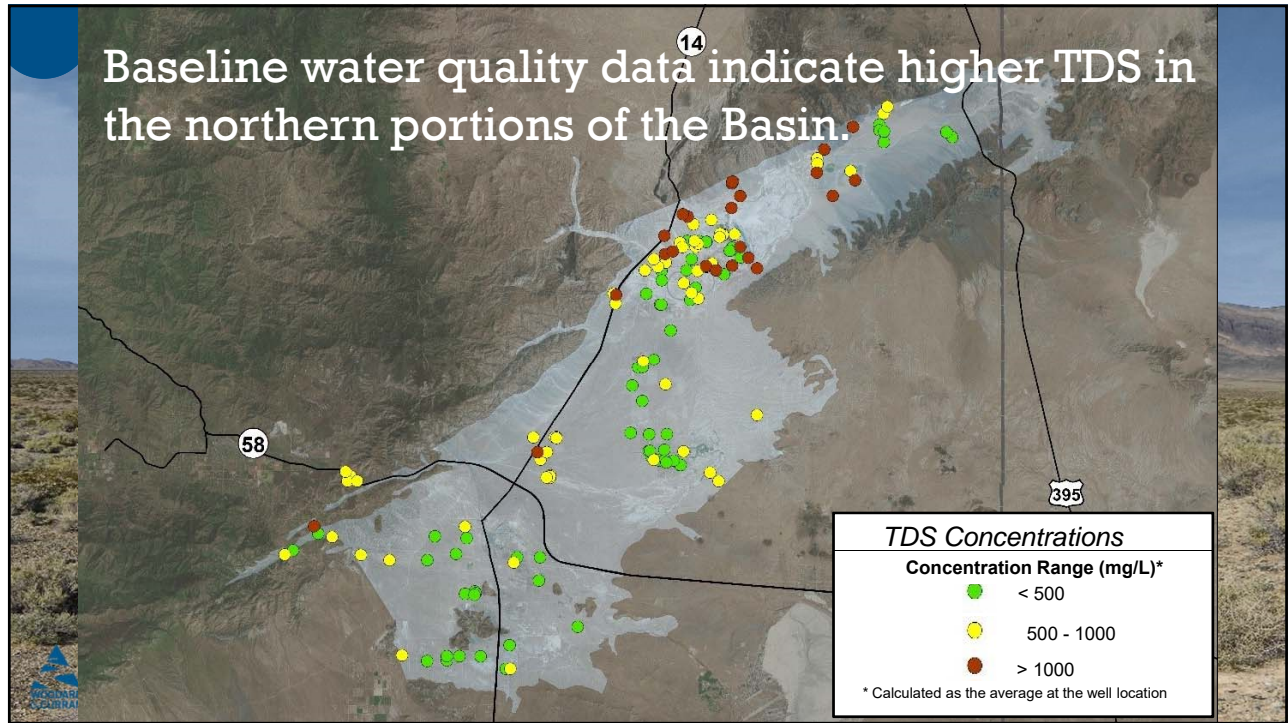 Baseline water quality data indicate higher TDS in
the northern portions of the Basin.
14
58
395
TDS Concentrations
Concentration Range (mg/L)*
< 500
500 - 1000
> 1000
* Calculated as the average at the well location